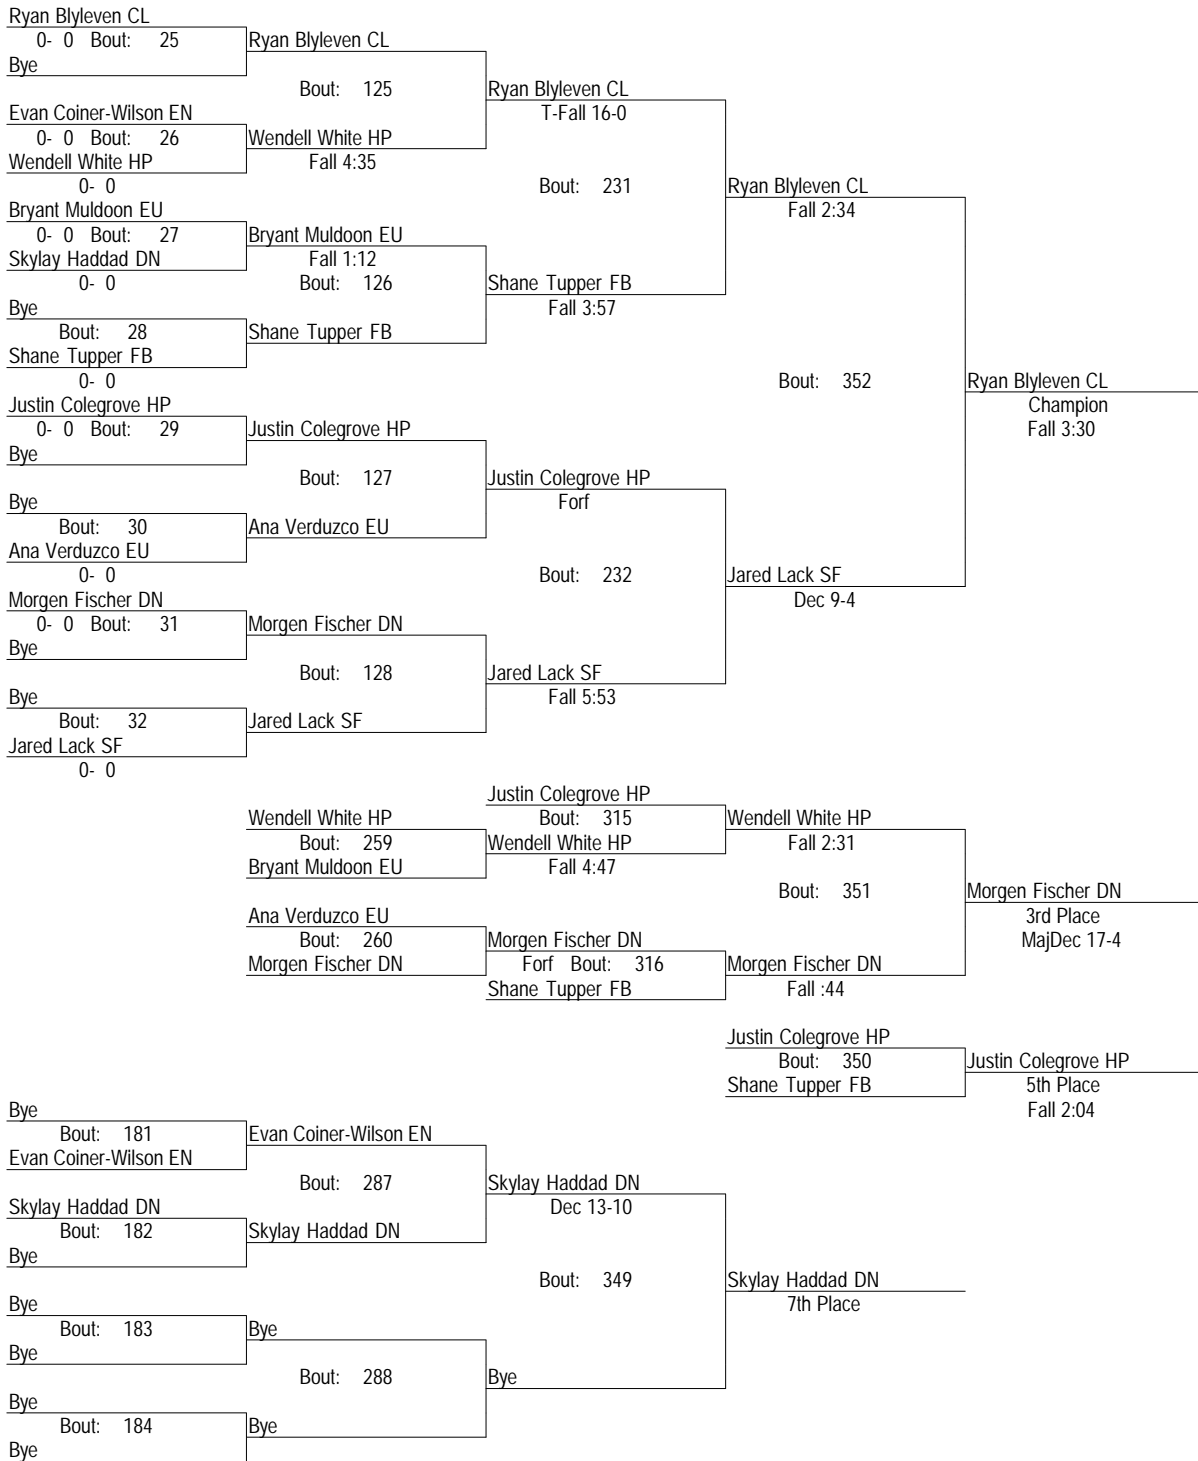 Ryan Blyleven CL
0- 0 Bout: 25
Bye
Ryan Blyleven CL
Bout: 125
Evan Coiner-Wilson EN
0- 0 Bout: 26
Wendell White HP
0- 0
Wendell White HP
Fall 4:35
Ryan Blyleven CL
T-Fall 16-0
Bout: 231
Bryant Muldoon EU
0- 0 Bout: 27
Skylay Haddad DN
0- 0
Bryant Muldoon EU
Fall 1:12
Bout: 126
Bye
Bout: 28
Shane Tupper FB
0- 0
Shane Tupper FB
Shane Tupper FB
Fall 3:57
Ryan Blyleven CL
Fall 2:34
Bout: 352
Justin Colegrove HP
0- 0 Bout: 29
Bye
Justin Colegrove HP
Bout: 127
Bye
Bout: 30
Ana Verduzco EU
0- 0
Ana Verduzco EU
Justin Colegrove HP
Forf
Bout: 232
Morgen Fischer DN
0- 0 Bout: 31
Bye
Morgen Fischer DN
Bout: 128
Bye
Bout: 32
Jared Lack SF
0- 0
Jared Lack SF
Jared Lack SF
Fall 5:53
Jared Lack SF
Dec 9-4
Ryan Blyleven CL
Champion
Fall 3:30
Justin Colegrove HP
Bout: 315
Wendell White HP
Bout: 259
Bryant Muldoon EU
Wendell White HP
Fall 4:47
Wendell White HP
Fall 2:31
Bout: 351
Ana Verduzco EU
Bout: 260
Morgen Fischer DN
Morgen Fischer DN
Forf Bout: 316
Shane Tupper FB
Morgen Fischer DN
Fall :44
Morgen Fischer DN
3rd Place
MajDec 17-4
Justin Colegrove HP
Bout: 350
Shane Tupper FB
Justin Colegrove HP
5th Place
Fall 2:04
Bye
Bout: 181
Evan Coiner-Wilson EN
Evan Coiner-Wilson EN
Bout: 287
Skylay Haddad DN
Bout: 182
Bye
Skylay Haddad DN
Skylay Haddad DN
Dec 13-10
Bout: 349
Bye
Bout: 183
Bye
Bye
Bout: 288
Bye
Bout: 184
Bye
Bye
Bye
Skylay Haddad DN
7th Place